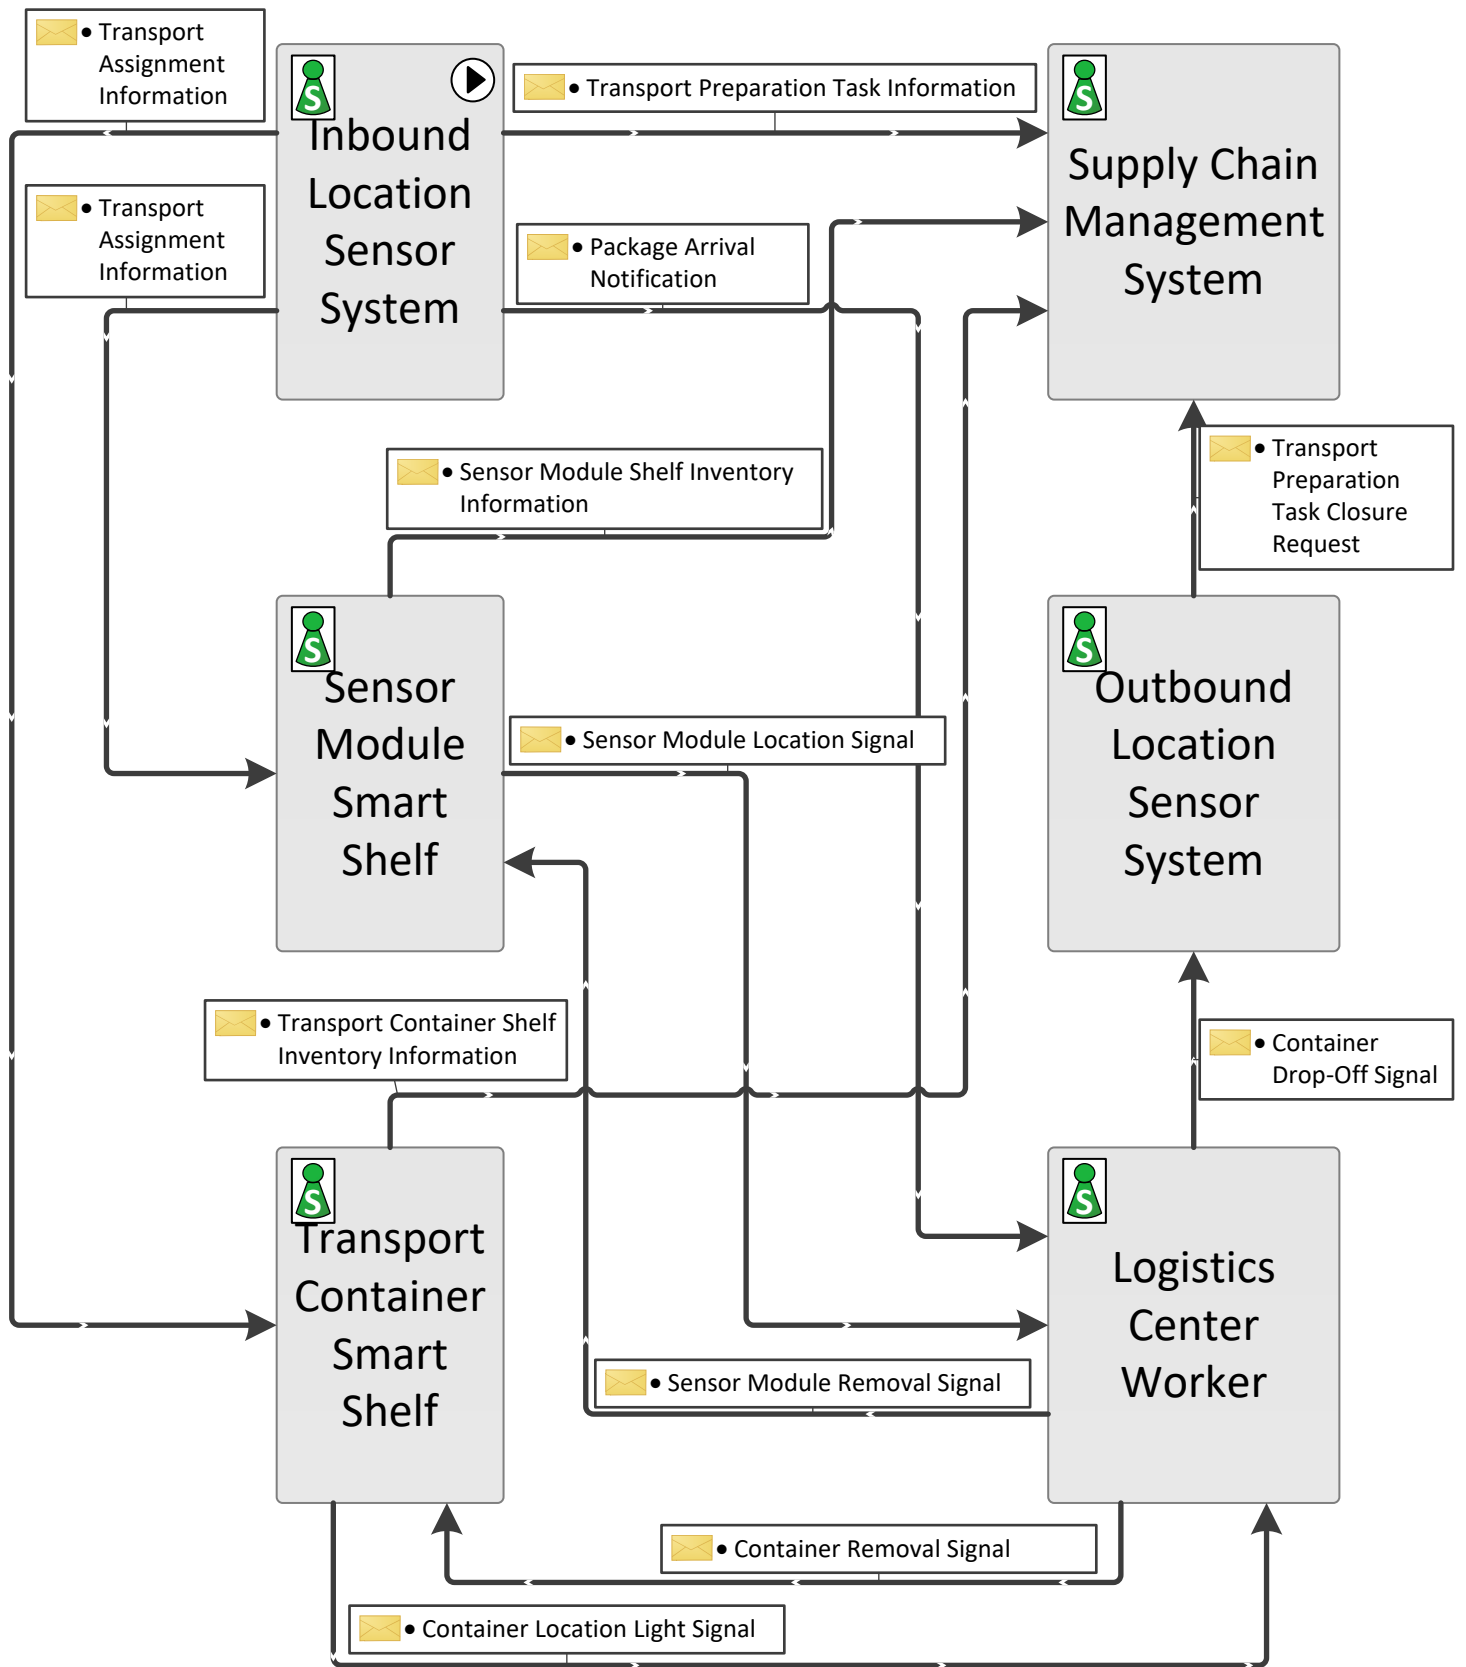 • Transport
Assignment
Information
S
Inbound
Location
Sensor
System
• Transport Preparation Task Information
S
Supply Chain
Management
System
• Transport
Assignment
Information
• Package Arrival
Notification
• Sensor Module Shelf Inventory
Information
• Transport
Preparation
Task Closure
Request
S
Sensor
Module
Smart
Shelf
• Sensor Module Location Signal
S
Outbound
Location
Sensor
System
• Transport Container Shelf
Inventory Information
• Container
Drop-Off Signal
S
Transport
Container
Smart
Shelf
S
Logistics
Center
Worker
• Sensor Module Removal Signal
• Container Removal Signal
• Container Location Light Signal